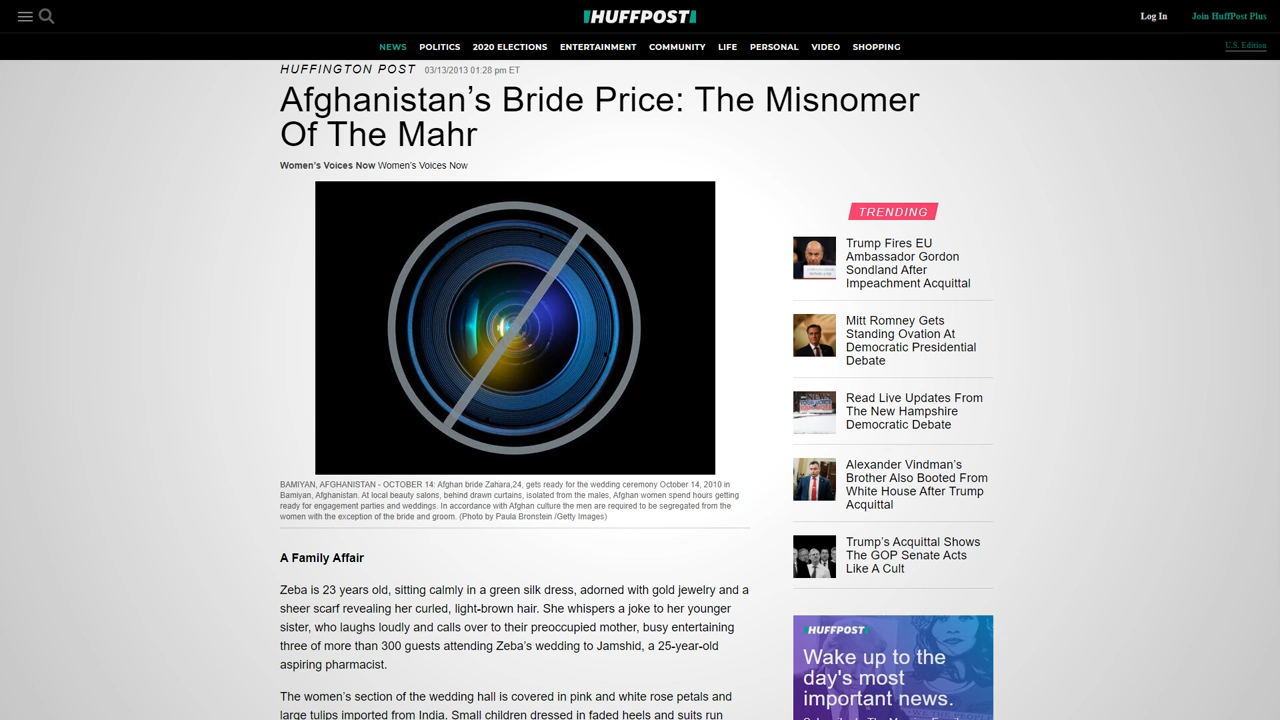 HUFFPOST
Log In
Join HuffPost Plus
NEWS POLITICS 2020 ELECTIONS ENTERTAINMENT COMMUNITY LIFE PERSONAL VIDEO SHOPPING
U.S. Edition
HUFFINGTON POST 03/13/2013 01:28 pm ET
Afghanistan’s Bride Price: The Misnomer
Of The Mahr
Women’s Voices Now Women’s Voices Now
BAMIYAN, AFGHANISTAN - OCTOBER 14: Afghan bride Zahara,24, gets ready for the wedding ceremony October 14, 2010 in
Bamiyan, Afghanistan. At local beauty salons, behind drawn curtains, isolated from the males, Afghan women spend hours getting
ready for engagement parties and weddings. In accordance with Afghan culture the men are required to be segregated from the
women with the exception of the bride and groom. (Photo by Paula Bronstein /Getty Images)
A Family Affair
Zeba is 23 years old, sitting calmly in a green silk dress, adorned with gold jewelry and a
sheer scarf revealing her curled, light-brown hair. She whispers a joke to her younger
sister, who laughs loudly and calls over to their preoccupied mother, busy entertaining
three of more than 300 guests attending Zeba’s wedding to Jamshid, a 25-year-old
aspiring pharmacist.
The women’s section of the wedding hall is covered in pink and white rose petals and
large tulips imported from India. Small children dressed in faded heels and suits run
TRENDING
Trump Fires EU
Ambassador Gordon
Sondland After
Impeachment Acquittal
Mitt Romney Gets
Standing Ovation At
Democratic Presidential
Debate
Read Live Updates From
The New Hampshire
Democratic Debate
Alexander Vindman’s
Brother Also Booted From
White House After Trump
Acquittal
Trump’s Acquittal Shows
The GOP Senate Acts
Like A Cult
HUFFPOST
Wake up to the
day's most
important news.